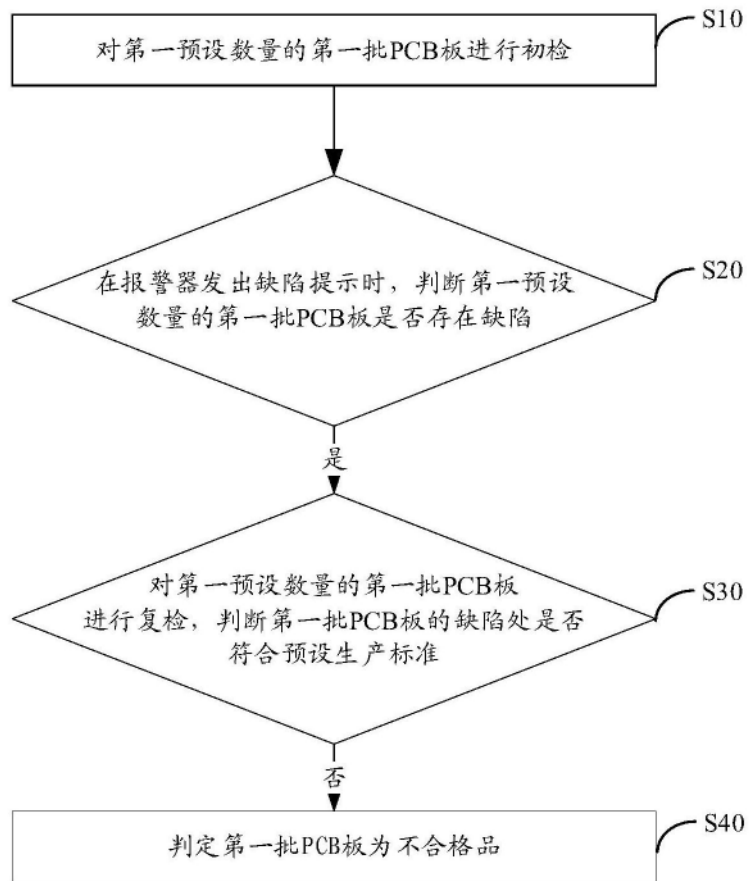 对第一预设数量的第一批PCB板进行初检
S10
在报警器发出缺陷提示时，判断第一预设
数量的第一批PCB板是否存在缺陷
S20
是
对第一预设数量的第一批PCB板
进行复检，判断第一批PCB板的缺陷处是否
符合预设生产标准
S30
否
判定第一批PCB板为不合格品
S40